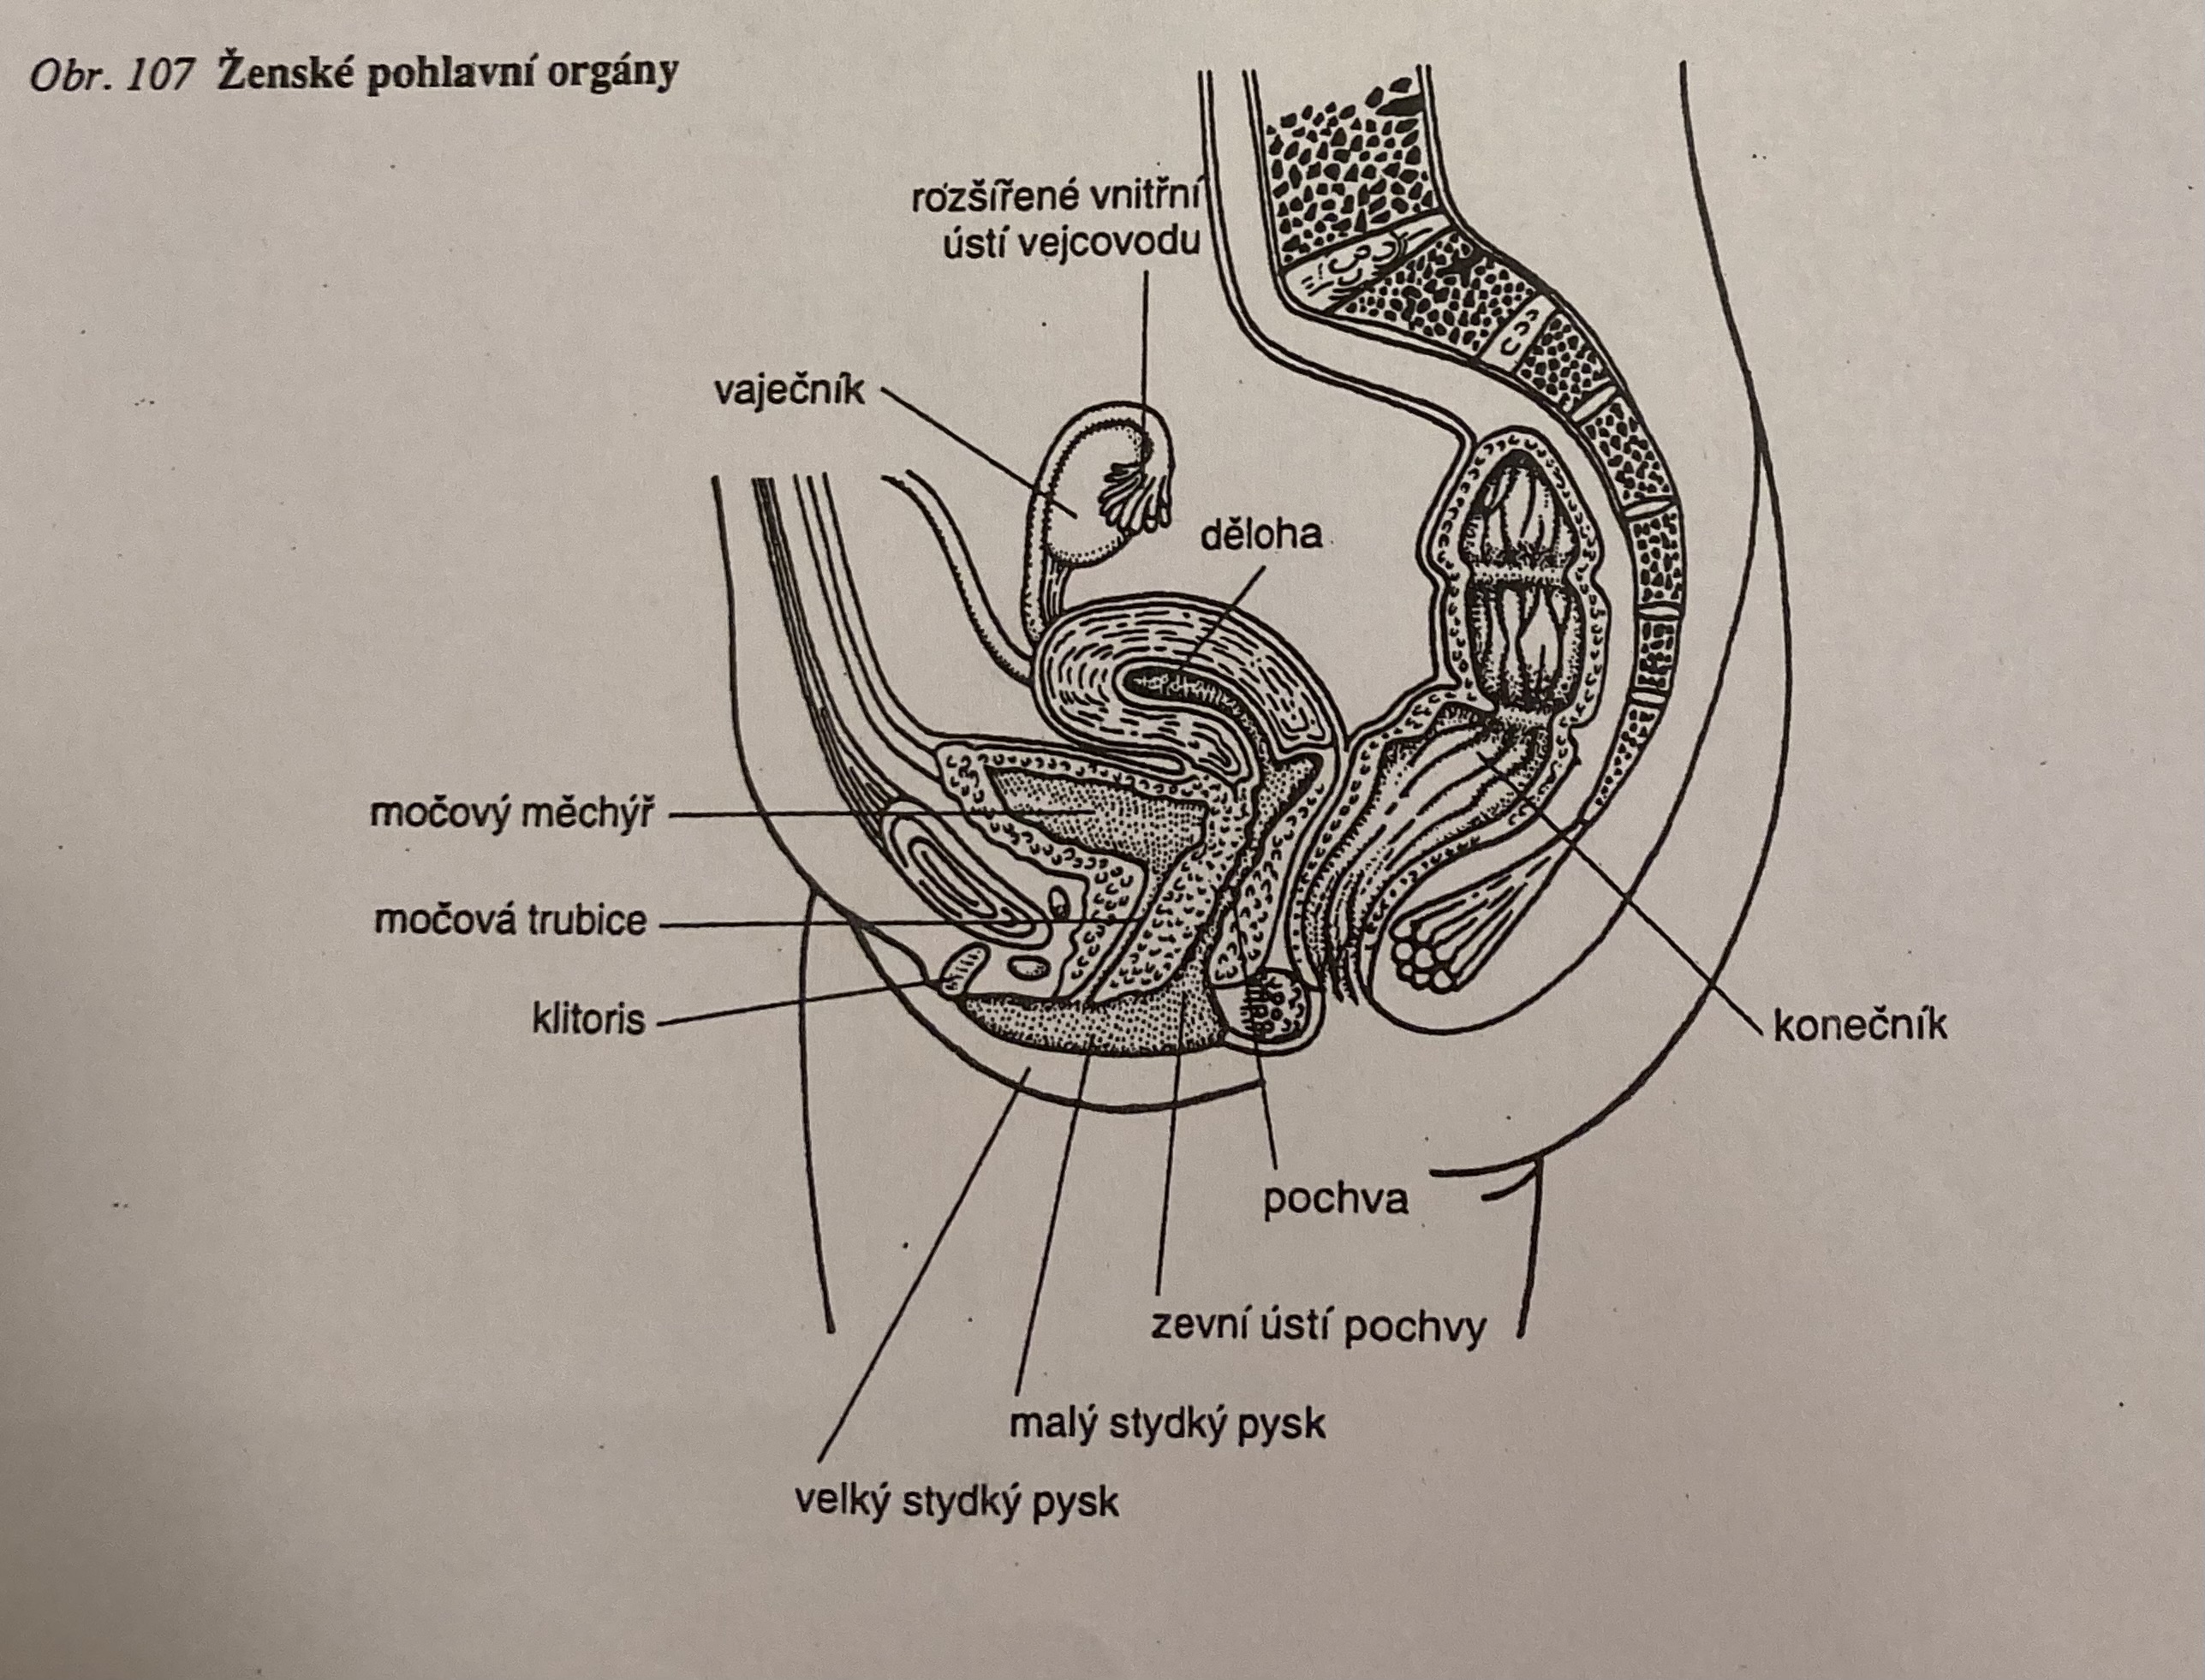 Obr. 107 Ženské pohlavní orgány
rozšířené vnitřní
ústí vejcovodu
vaječník
děloha
močový měchýř
močová trubice
klitoris
konečník
pochva
zevní ústí pochvy
malý stydký pysk
velký stydký pysk